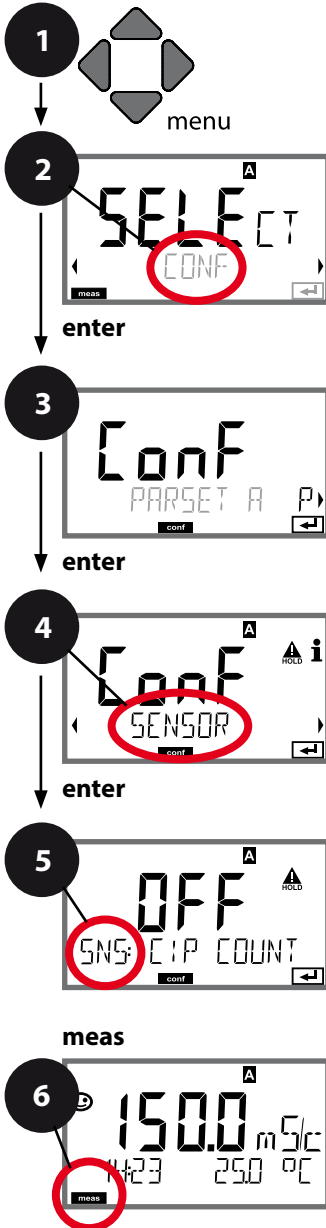 1
menu
2
A
SELECT
CONF
meas
enter
3
ConF
PARSET A P
conf
enter
4
A
ConF
HOLD i
SENSOR
conf
enter
5
A
OFF
HOLD
SNS: CIP COUNT
conf
meas
6
A
150.0 mS/c
14:23 25.0 °C
meas